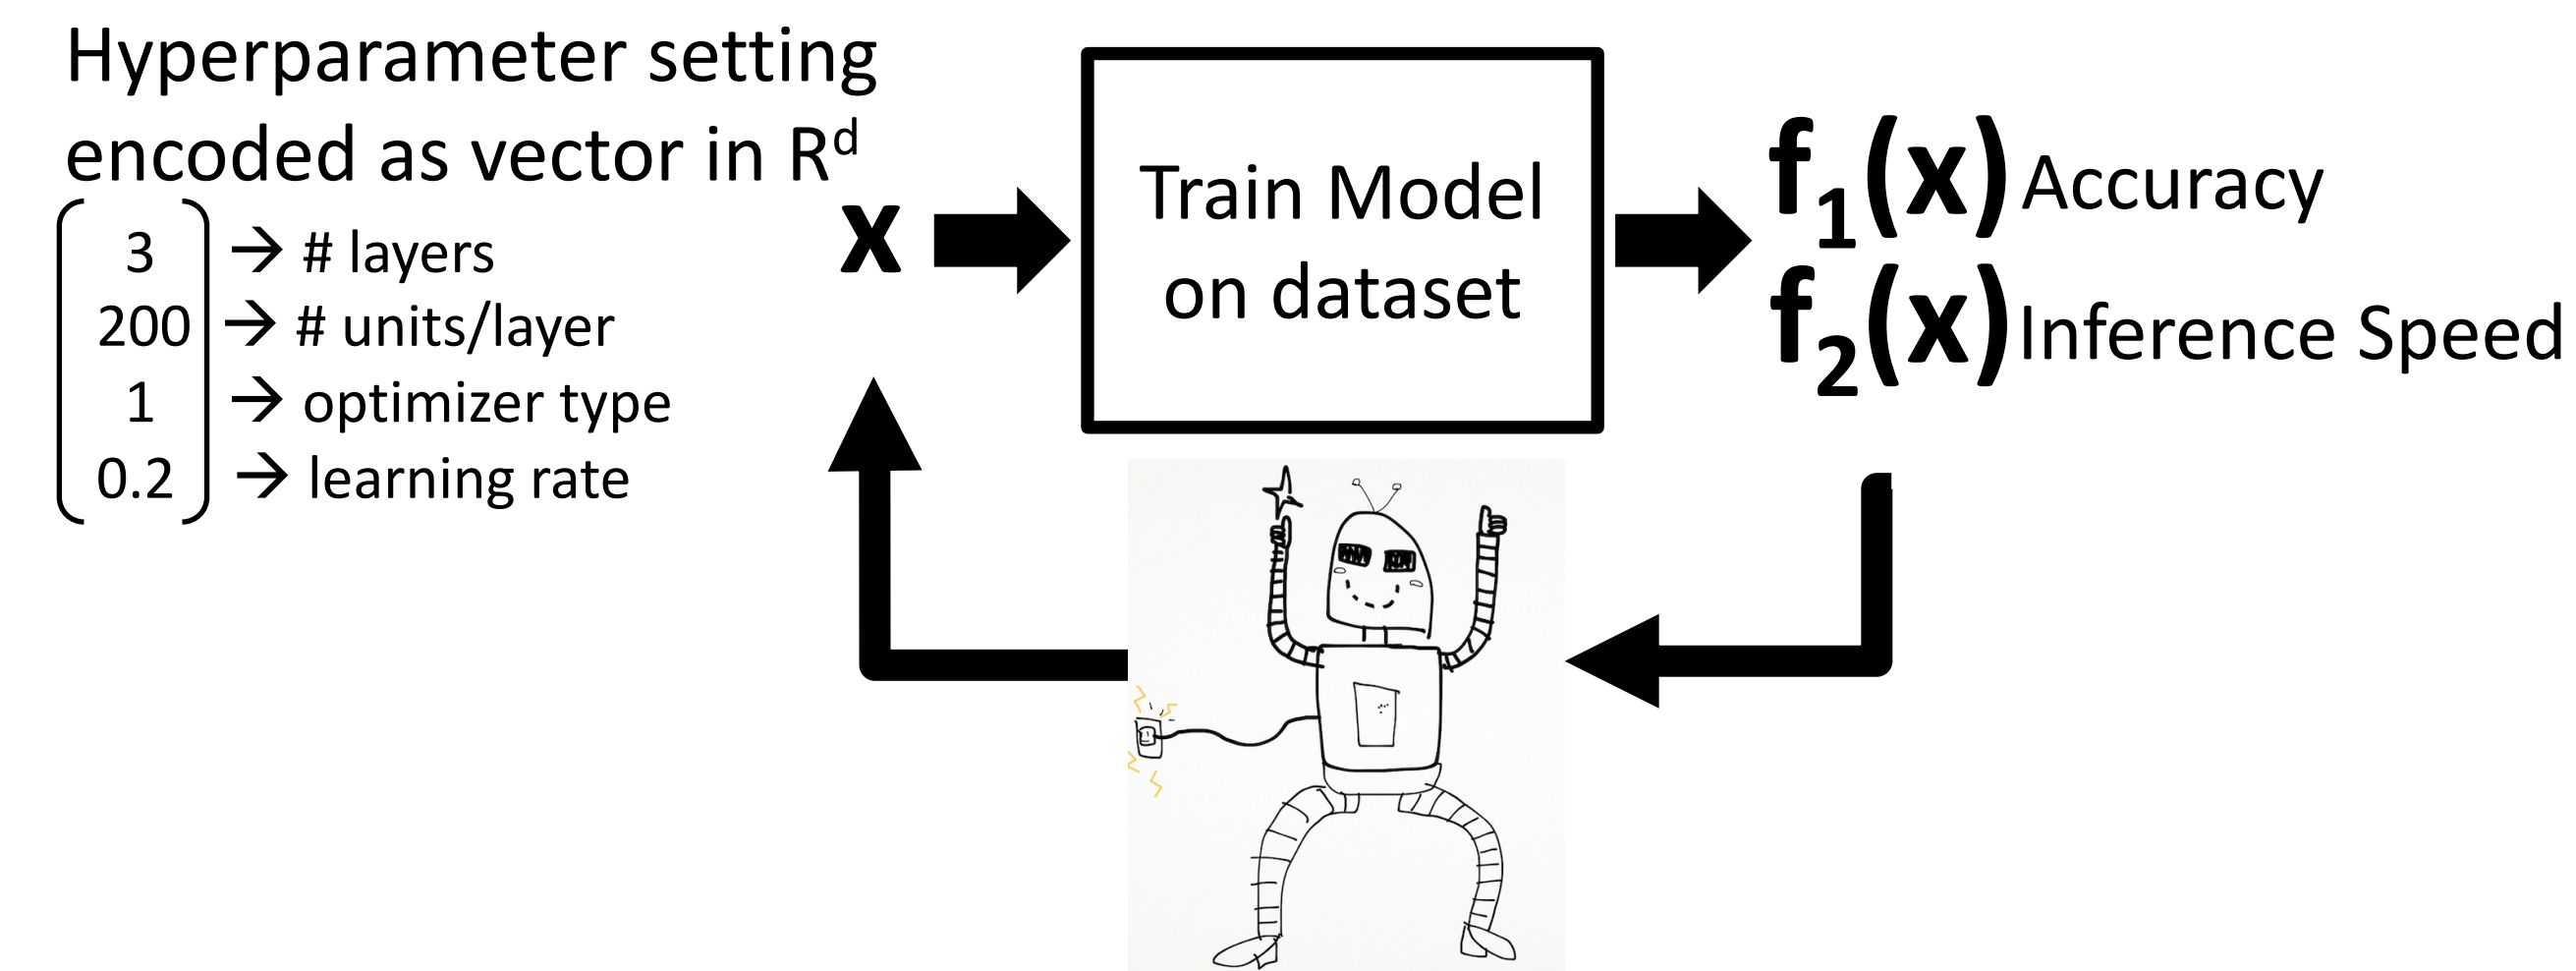 Hyperparameter setting
encoded as vector in Rᵈ
3 → # layers
200 → # units/layer
1 → optimizer type
0.2 → learning rate
x
Train Model
on dataset
f₁(x) Accuracy
f₂(x) Inference Speed